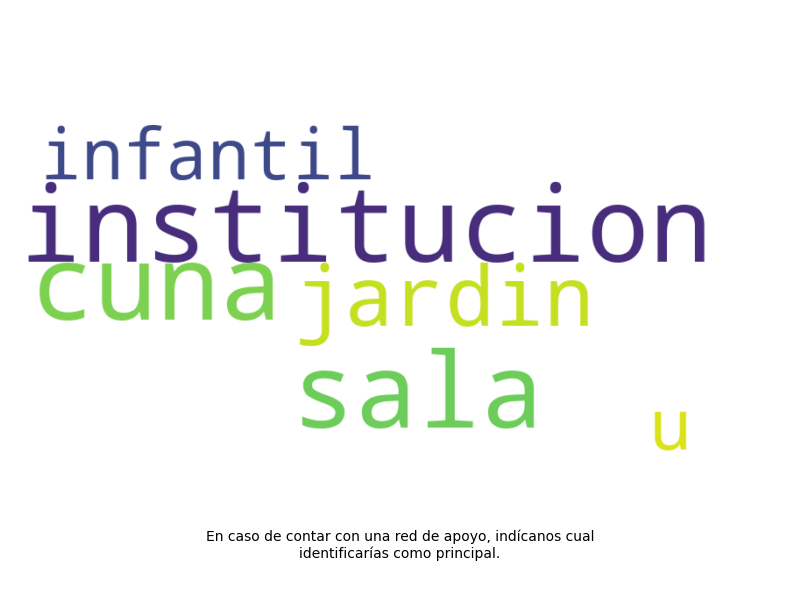 infantil
institucion
cuna jardin
sala
u
En caso de contar con una red de apoyo, indícanos cual
identificarías como principal.